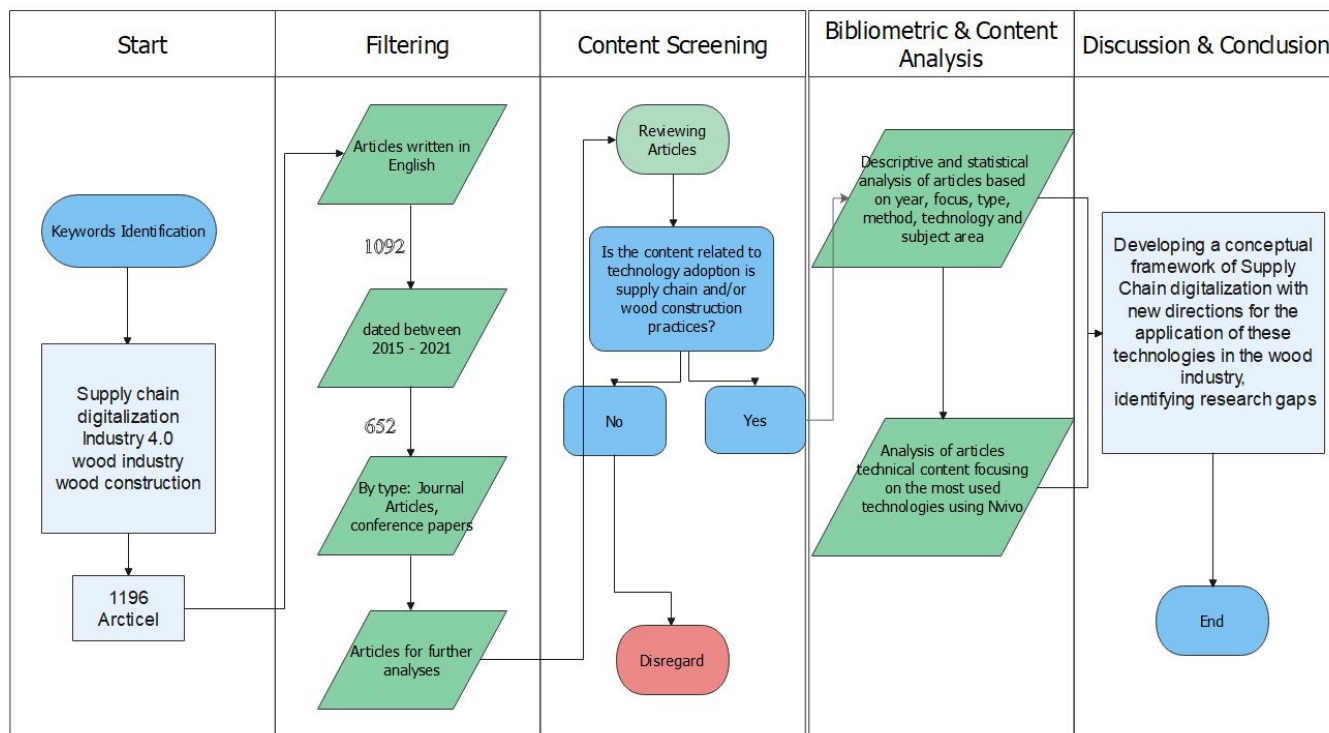 Start
Filtering
Content Screening
Bibliometric & Content
Analysis
Discussion & Conclusion
Keywords Identification
Supply chain
digitalization
Industry 4.0
wood industry
wood construction
1196
Arcticel
Articles written in
English
1092
dated between
2015 - 2021
652
By type: Journal
Articles,
conference papers
Articles for further
analyses
Reviewing
Articles
Is the content related to
technology adoption is
supply chain and/or
wood construction
practices?
No
Yes
Disregard
Descriptive and statistical
analysis of articles based
on year, focus, type,
method, technology and
subject area
Analysis of articles
technical content focusing
on the most used
technologies using Nvivo
Developing a conceptual
framework of Supply
Chain digitalization with
new directions for the
application of these
technologies in the wood
industry,
identifying research gaps
End